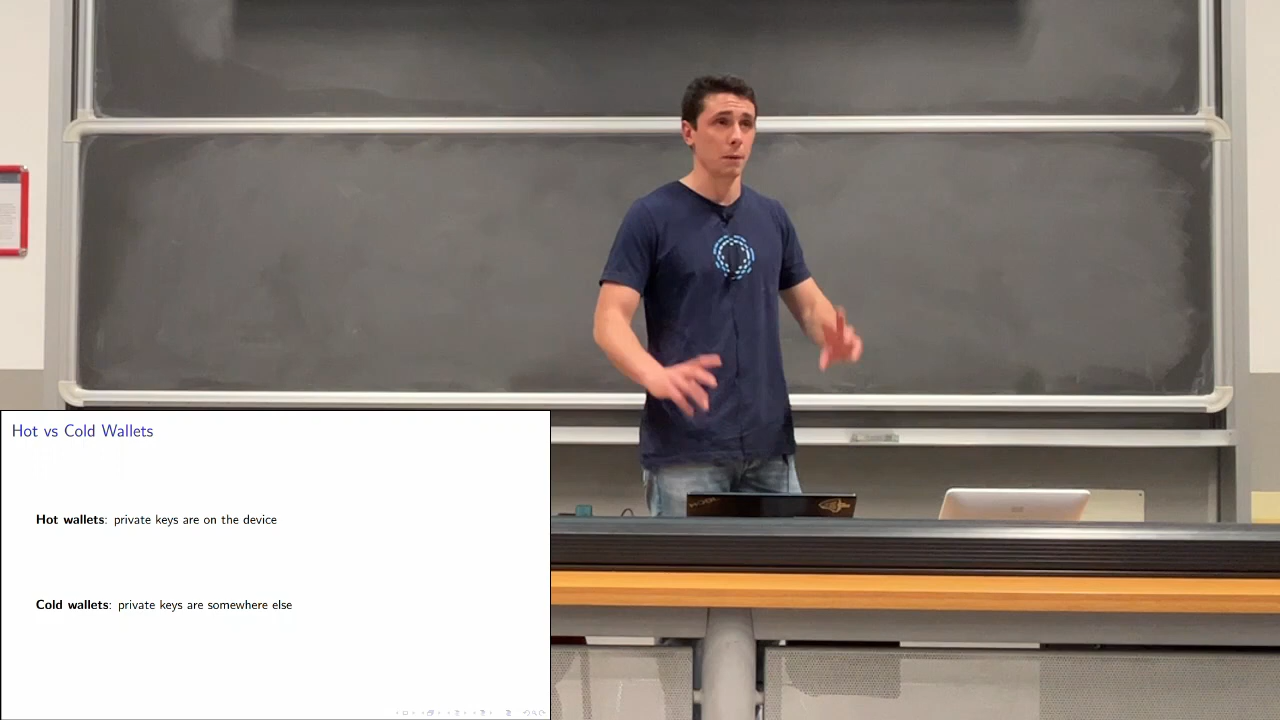 Hot vs Cold Wallets
Hot wallets: private keys are on the device
Cold wallets: private keys are somewhere else